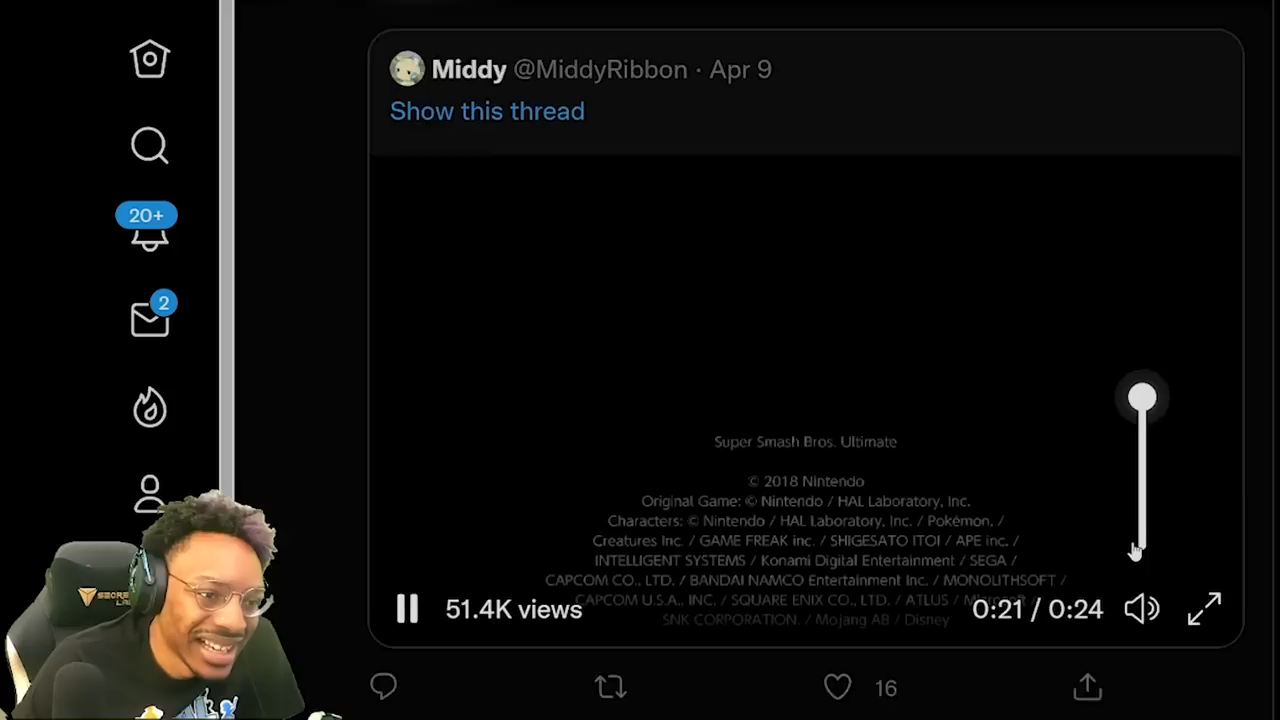 Middy @MiddyRibbon · Apr 9
Show this thread
20+
2
Super Smash Bros. Ultimate
© 2018 Nintendo
Original Game: © Nintendo / HAL Laboratory, Inc.
Characters: © Nintendo / HAL Laboratory, Inc. / Pokémon. /
Creatures Inc. / GAME FREAK inc. / SHIGESATO ITOI / APE inc. /
INTELLIGENT SYSTEMS / Konami Digital Entertainment / SEGA /
CAPCOM CO., LTD. / BANDAI NAMCO Entertainment Inc. / MONOLITHSOFT /
CAPCOM U.S.A., INC. / SQUARE ENIX CO., LTD. / ATLUS /
SNK CORPORATION. / Mojang AB / Disney
51.4K views
0:21 / 0:24
16